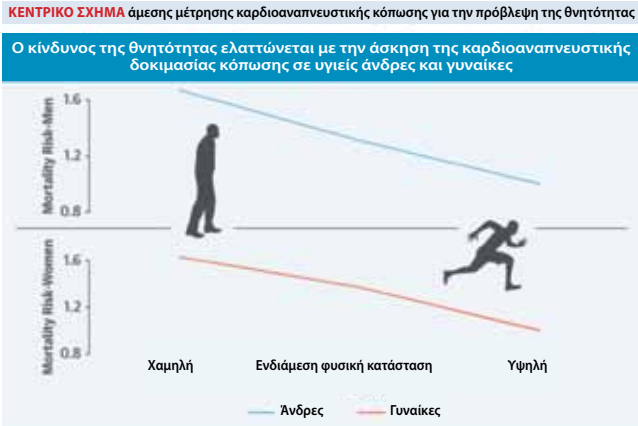 ΚΕΝΤΡΙΚΟ ΣΧΗΜΑ άμεσης μέτρησης καρδιοαναπνευστικής κόπωσης για την πρόβλεψη της θνητότητας
Ο κίνδυνος της θνητότητας ελαττώνεται με την άσκηση της καρδιοαναπνευστικής
δοκιμασίας κόπωσης σε υγιείς άνδρες και γυναίκες
Mortality Risk-Men
1.6
1.2
0.8
Mortality Risk-Women
1.6
1.2
0.8
Χαμηλή Ενδιάμεση φυσική κατάσταση Υψηλή
Άνδρες Γυναίκες